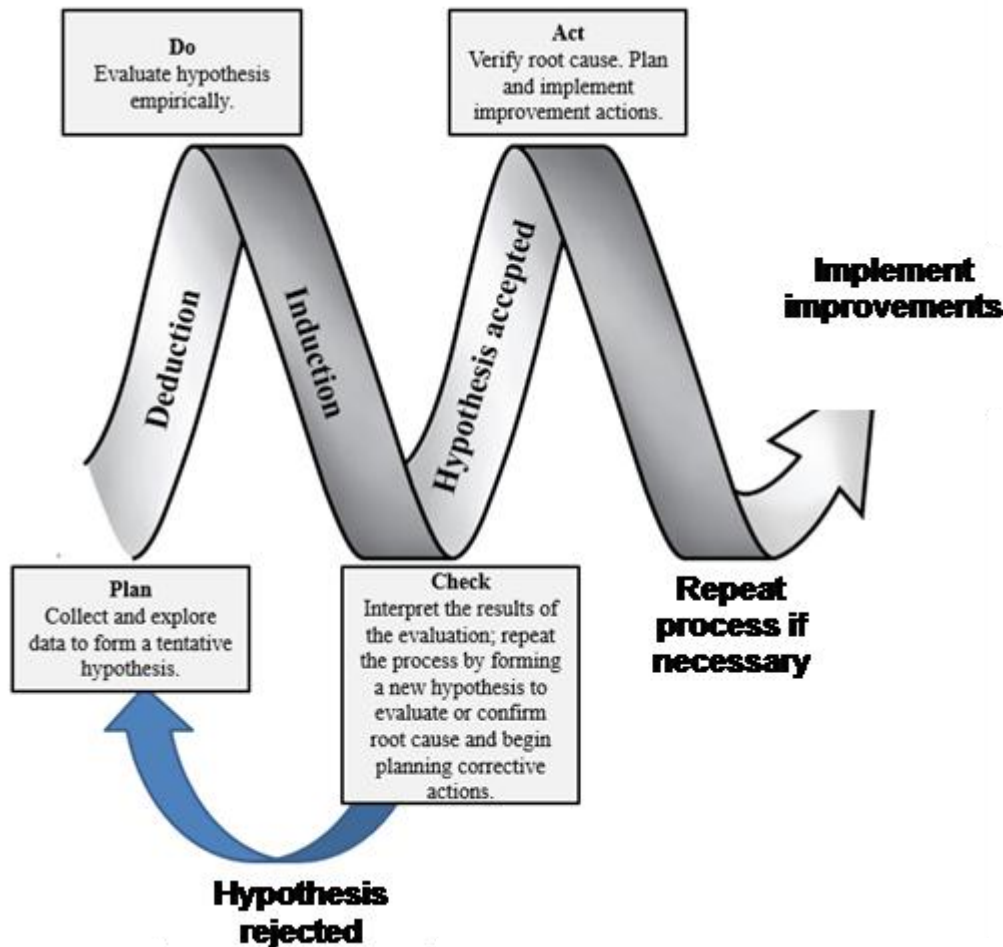 Do
Evaluate hypothesis
empirically.
Act
Verify root cause. Plan
and implement
improvement actions.
Implement
improvements.
Deduction
Induction
Hypothesis accepted
Plan
Collect and explore
data to form a tentative
hypothesis.
Check
Interpret the results of
the evaluation; repeat
the process by forming
a new hypothesis to
evaluate or confirm
root cause and begin
planning corrective
actions.
Repeat
process if
necessary
Hypothesis
rejected